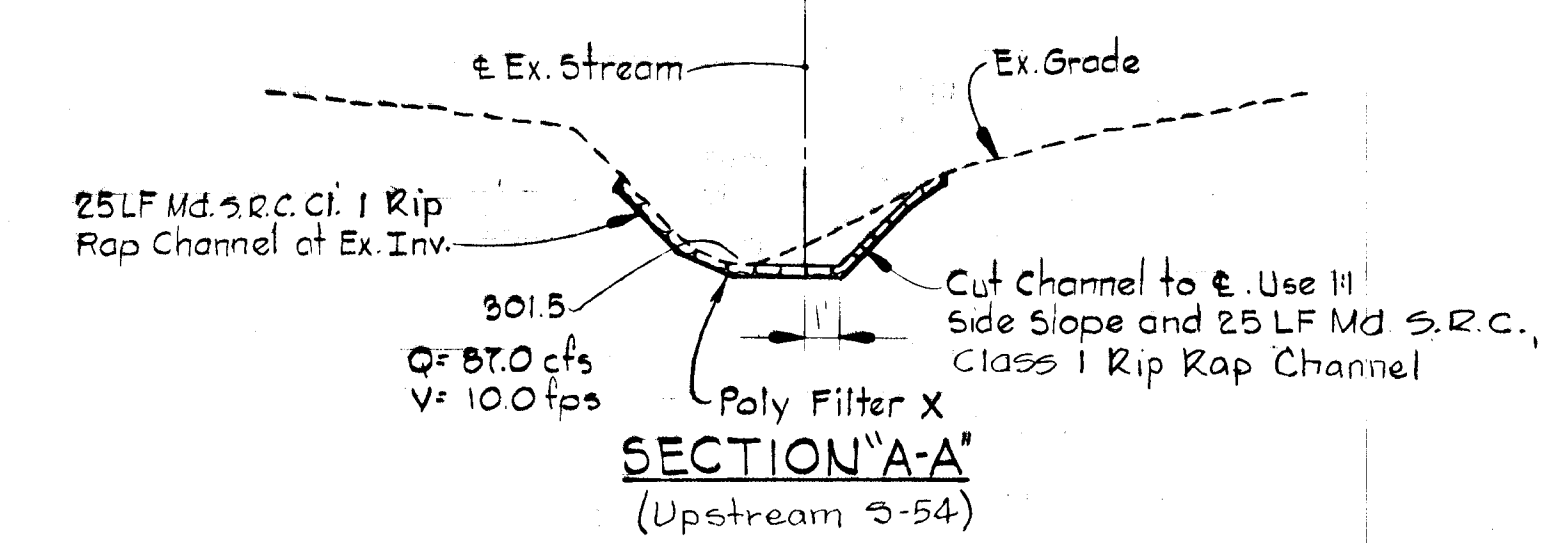 ℄ Ex. Stream
Ex. Grade
25 LF Md. S.R.C. Cl. 1 Rip
Rap Channel at Ex. Inv.
301.5
Q= 87.0 cfs
V= 10.0 fps
1'
Cut Channel to ℄. Use 1:1
Side Slope and 25 LF Md. S.R.C.,
Class 1 Rip Rap Channel
Poly Filter X
SECTION "A-A"
(Upstream S-54)